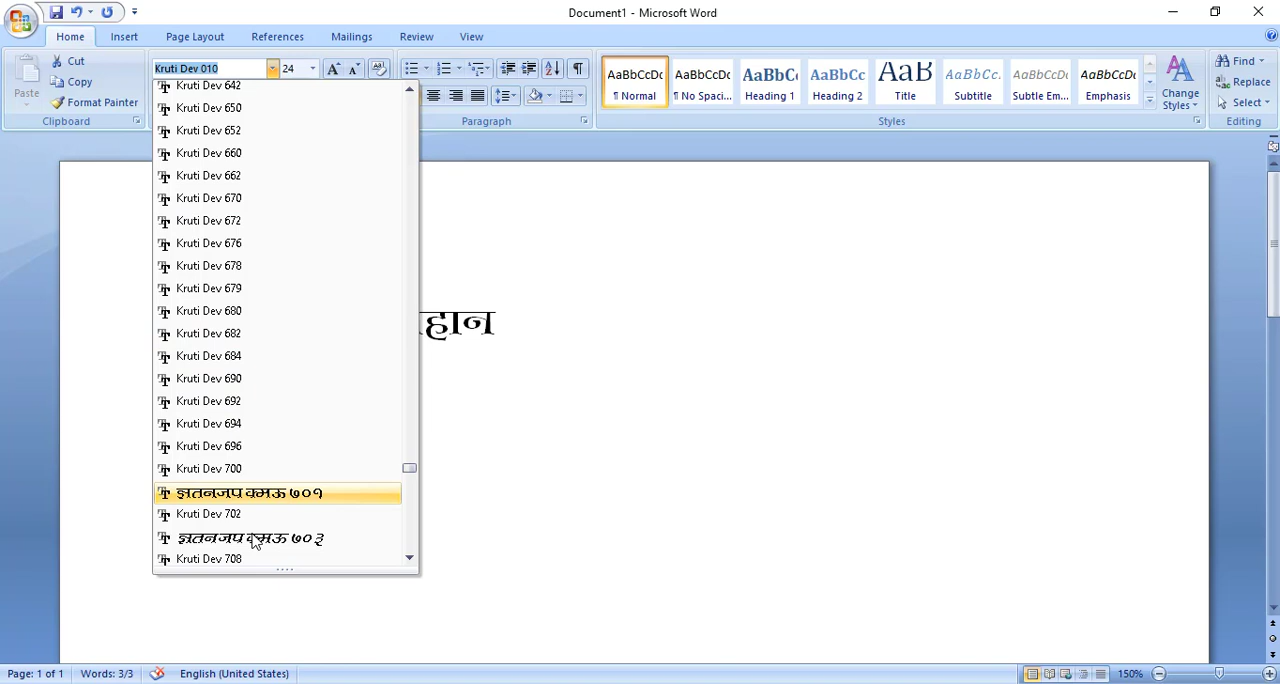 Document1 - Microsoft Word
Home Insert Page Layout References Mailings Review View
Cut
Copy
Format Painter
Paste
Clipboard
Kruti Dev 010 24
Paragraph
AaBbCcDc AaBbCcDc AaBbC AaBbCc AaB AaBbCc. AaBbCcDc AaBbCcDc
¶ Normal ¶ No Spaci... Heading 1 Heading 2 Title Subtitle Subtle Em... Emphasis
Change Styles
Styles
Find
Replace
Select
Editing
Kruti Dev 642
Kruti Dev 650
Kruti Dev 652
Kruti Dev 660
Kruti Dev 662
Kruti Dev 670
Kruti Dev 672
Kruti Dev 676
Kruti Dev 678
Kruti Dev 679
Kruti Dev 680
Kruti Dev 682
Kruti Dev 684
Kruti Dev 690
Kruti Dev 692
Kruti Dev 694
Kruti Dev 696
Kruti Dev 700
ज्ञतनजप क्मऊ ७०१
Kruti Dev 702
ज्ञतनजप क्मऊ ७०३
Kruti Dev 708
हान
Page: 1 of 1 Words: 3/3 English (United States) 150%